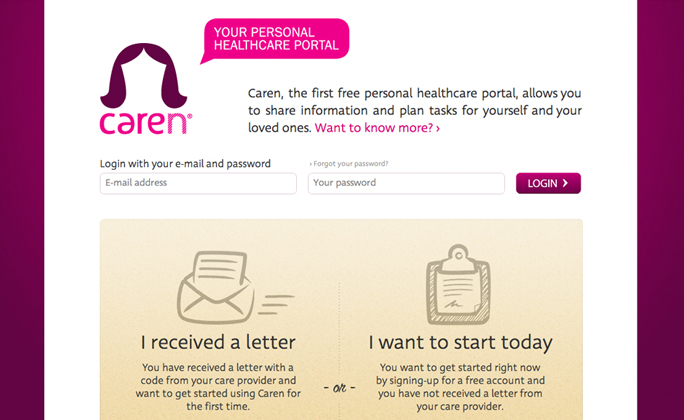 YOUR PERSONAL
HEALTHCARE PORTAL
caren®
Caren, the first free personal healthcare portal, allows you
to share information and plan tasks for yourself and your
loved ones. Want to know more? ›
Login with your e-mail and password
› Forgot your password?
E-mail address
Your password
LOGIN
I received a letter
You have received a letter with a
code from your care provider and
want to get started using Caren for
the first time.
- or -
I want to start today
You want to get started right now
by signing-up for a free account and
you have not received a letter from
your care provider.